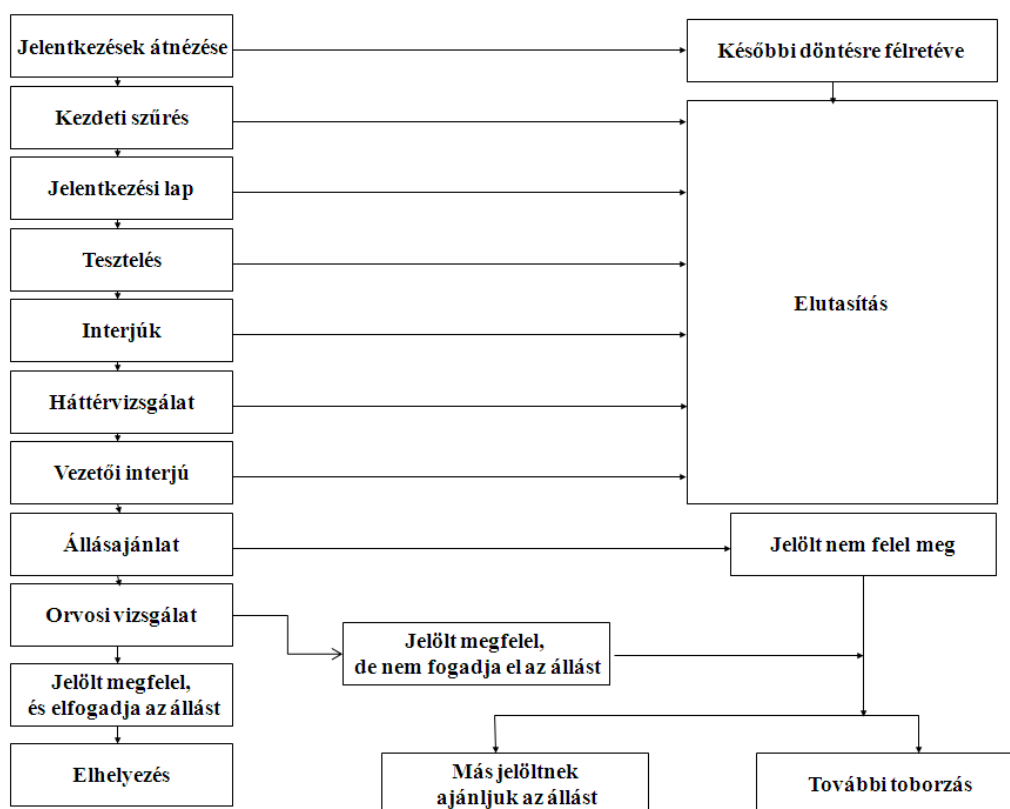 Jelentkezések átnézése
Későbbi döntésre félretéve
Kezdeti szűrés
Jelentkezési lap
Tesztelés
Elutasítás
Interjúk
Háttérvizsgálat
Vezetői interjú
Állásajánlat
Jelölt nem felel meg
Orvosi vizsgálat
Jelölt megfelel,
de nem fogadja el az állást
Jelölt megfelel,
és elfogadja az állást
Elhelyezés
Más jelöltnek
ajánljuk az állást
További toborzás